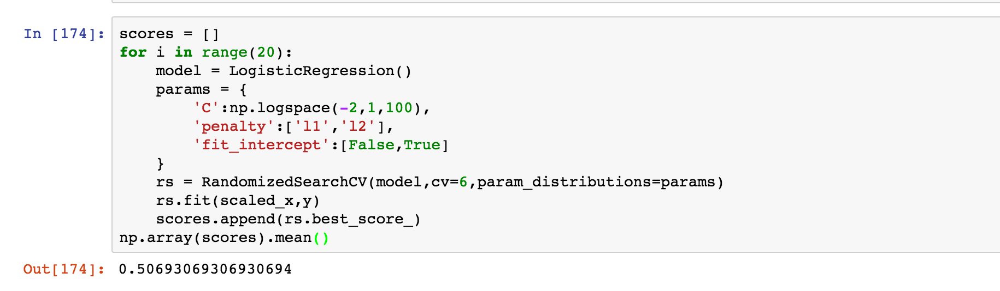 In [174]:
scores = []
for i in range(20):
    model = LogisticRegression()
    params = {
        'C':np.logspace(-2,1,100),
        'penalty':['l1','l2'],
        'fit_intercept':[False,True]
    }
    rs = RandomizedSearchCV(model,cv=6,param_distributions=params)
    rs.fit(scaled_x,y)
    scores.append(rs.best_score_)
np.array(scores).mean()
Out[174]: 0.50693069306930694